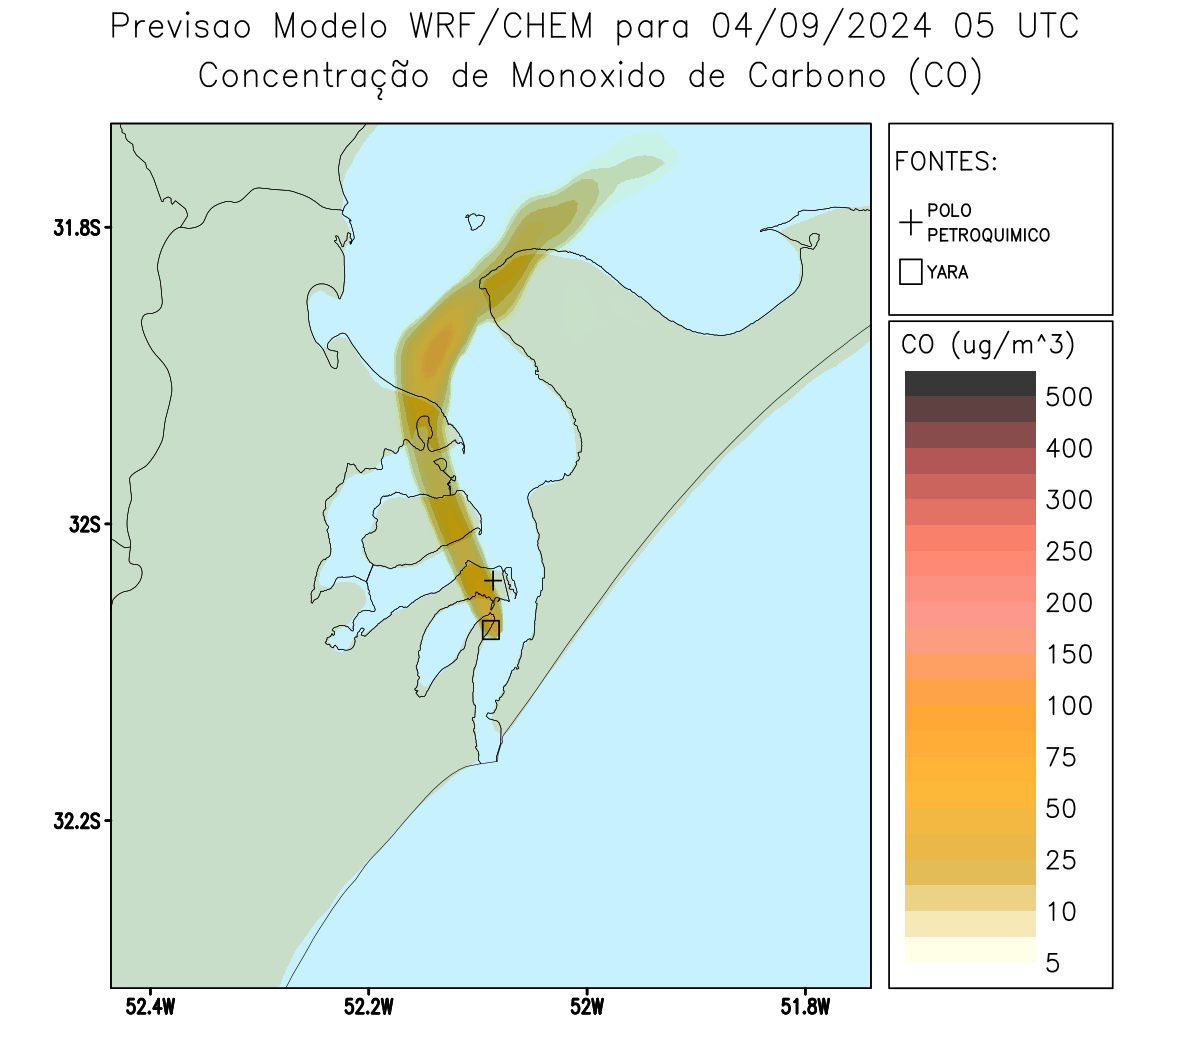 Previsao Modelo WRF/CHEM para 04/09/2024 05 UTC
Concentração de Monoxido de Carbono (CO)
FONTES:
POLO
PETROQUIMICO
YARA
CO (ug/m^3)
500
400
300
250
200
150
100
75
50
25
10
5
31.8S
32S
32.2S
52.4W
52.2W
52W
51.8W